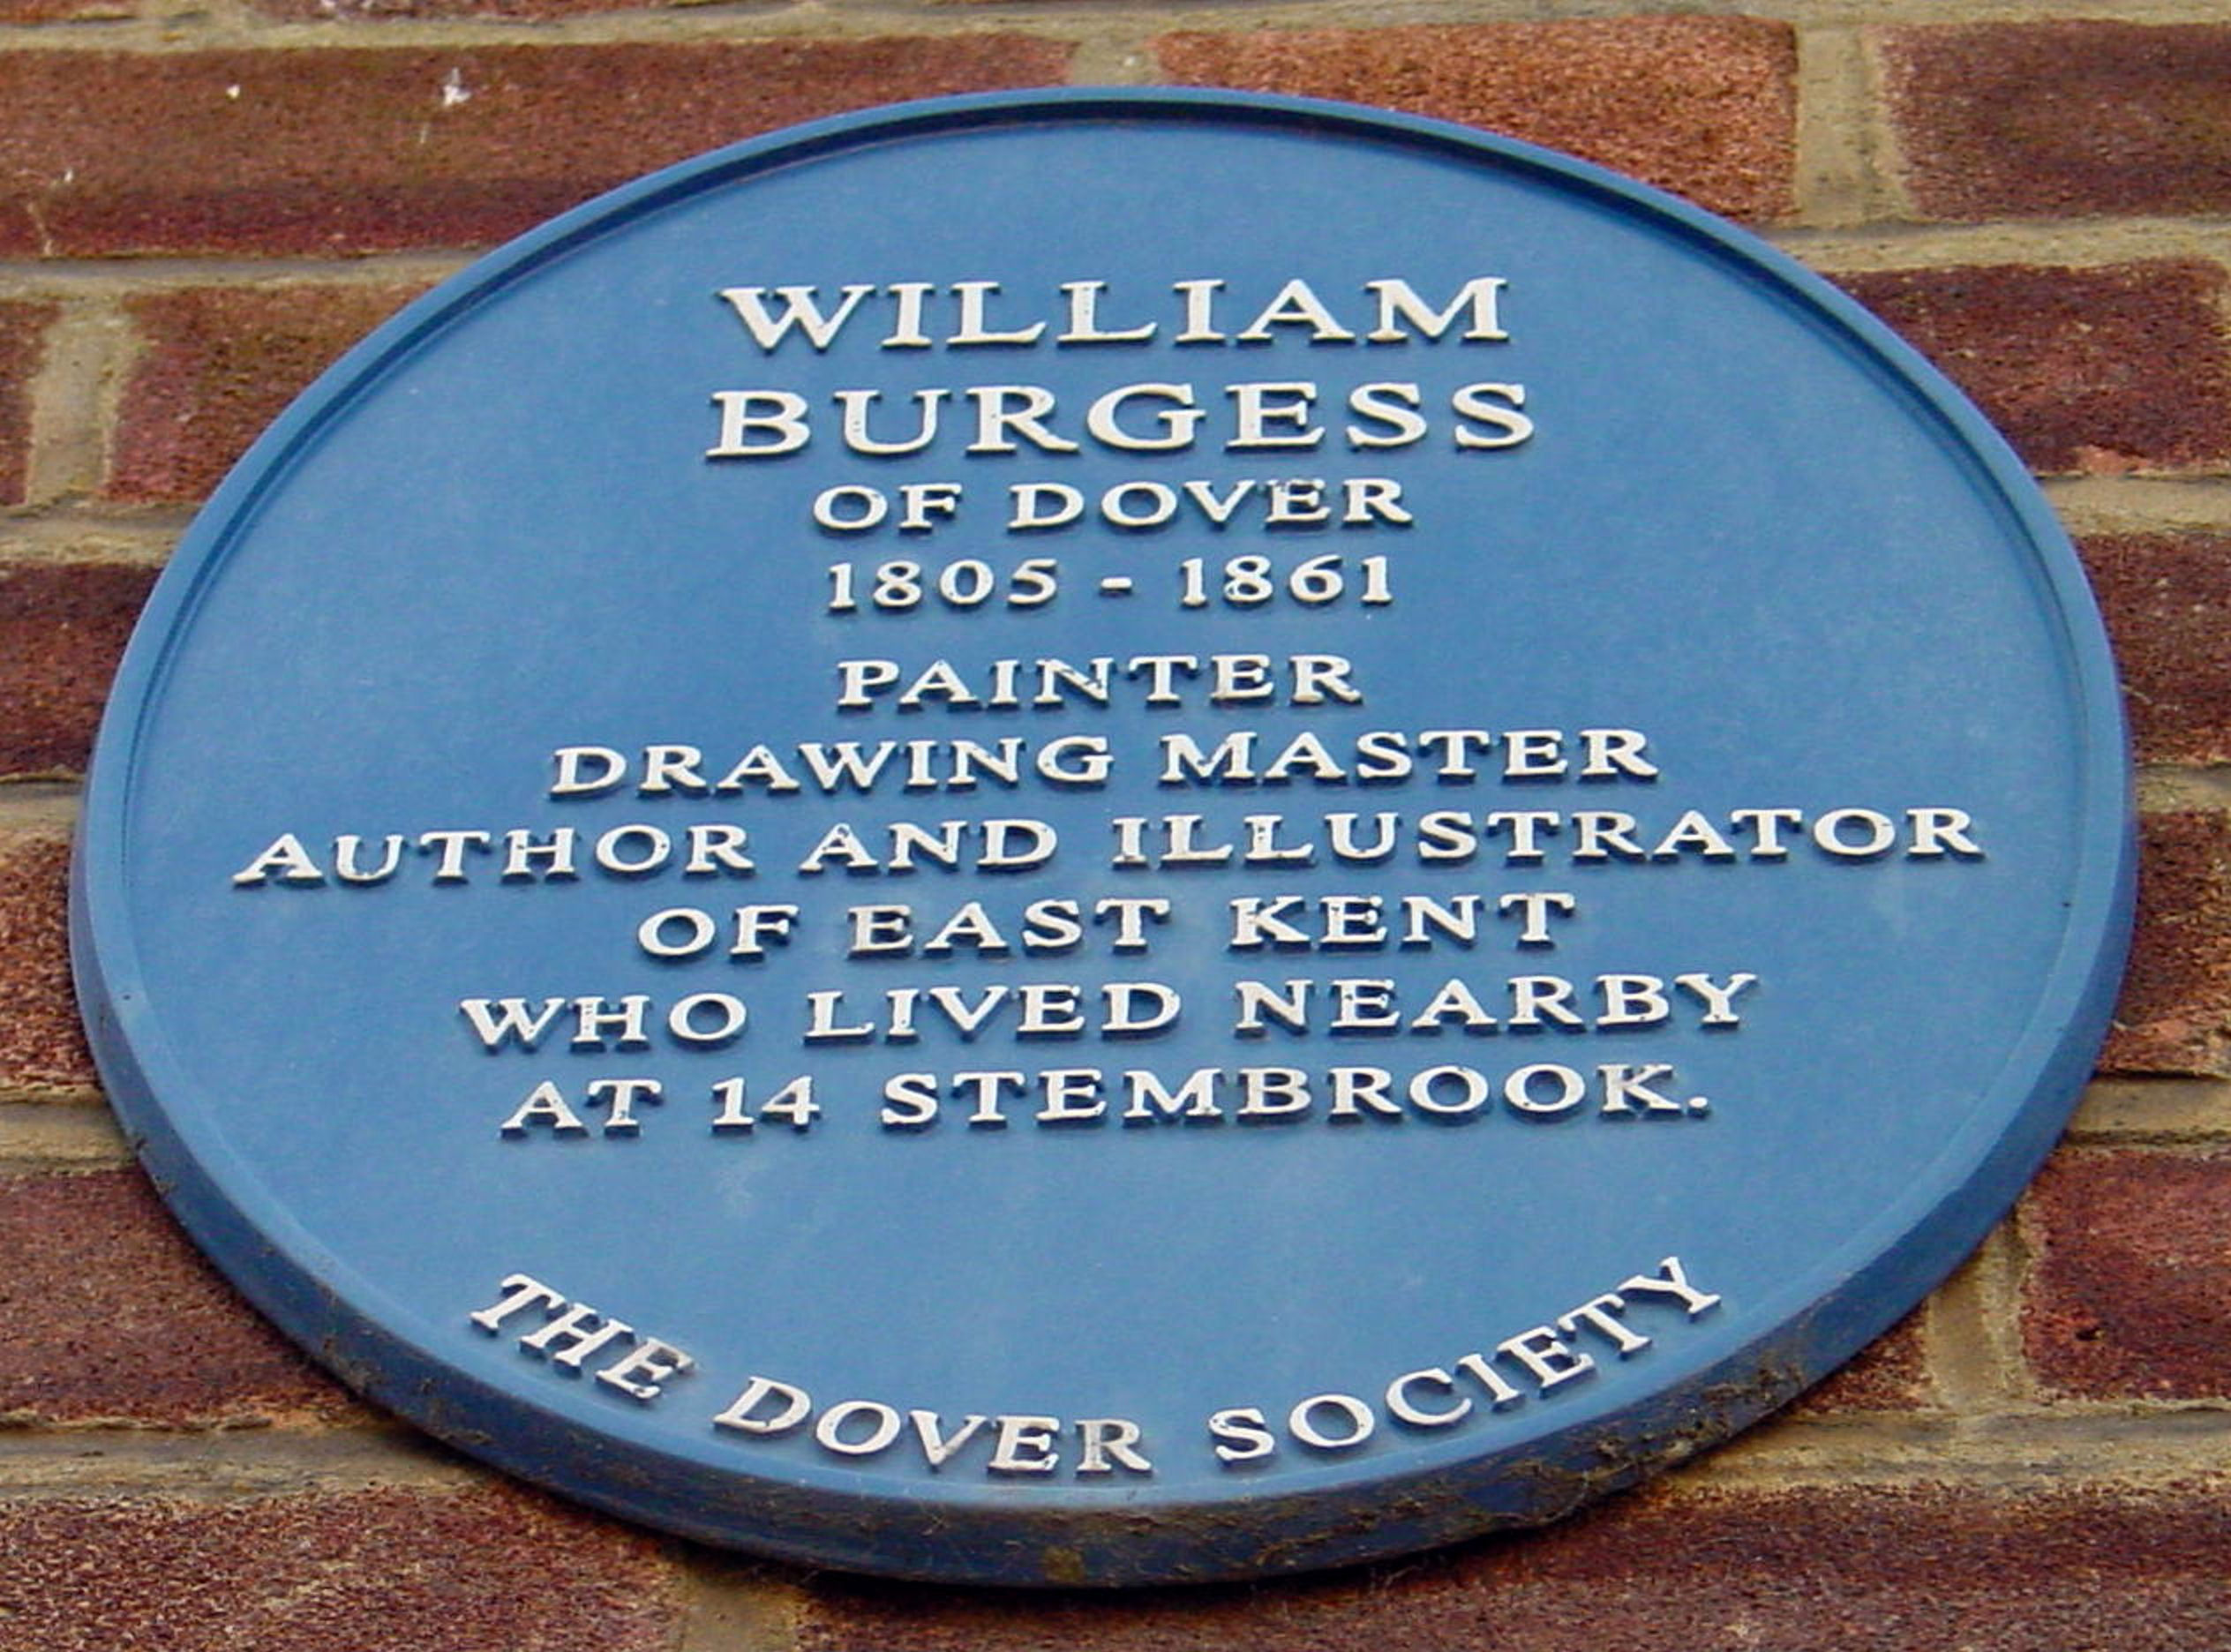 WILLIAM
BURGESS
OF DOVER
1805 - 1861
PAINTER
DRAWING MASTER
AUTHOR AND ILLUSTRATOR
OF EAST KENT
WHO LIVED NEARBY
AT 14 STEMBROOK.
THE DOVER SOCIETY